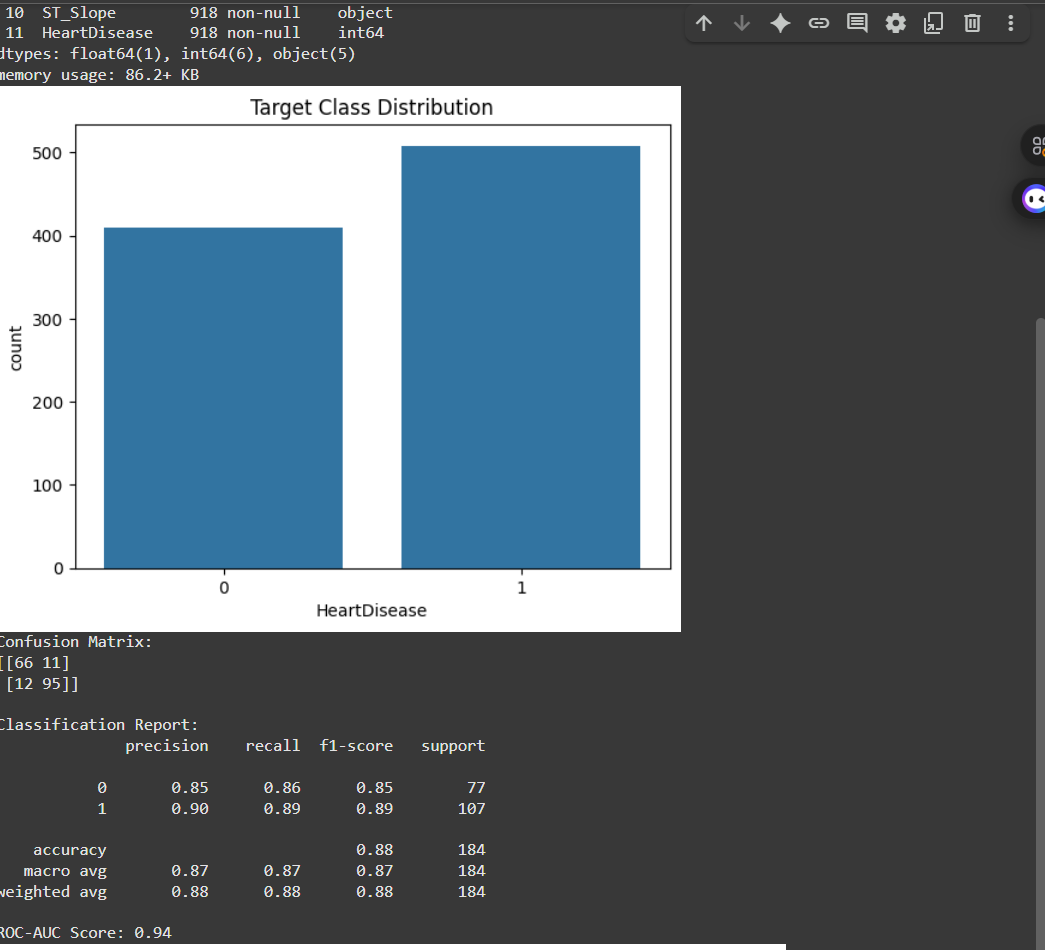 10 ST_Slope 918 non-null object
11 HeartDisease 918 non-null int64
dtypes: float64(1), int64(6), object(5)
memory usage: 86.2+ KB
Target Class Distribution
500
400
300
200
100
0
count
0 1
HeartDisease
Confusion Matrix:
[[66 11]
[12 95]]
Classification Report:
precision recall f1-score support
0 0.85 0.86 0.85 77
1 0.90 0.89 0.89 107
accuracy 0.88 184
macro avg 0.87 0.87 0.87 184
weighted avg 0.88 0.88 0.88 184
ROC-AUC Score: 0.94